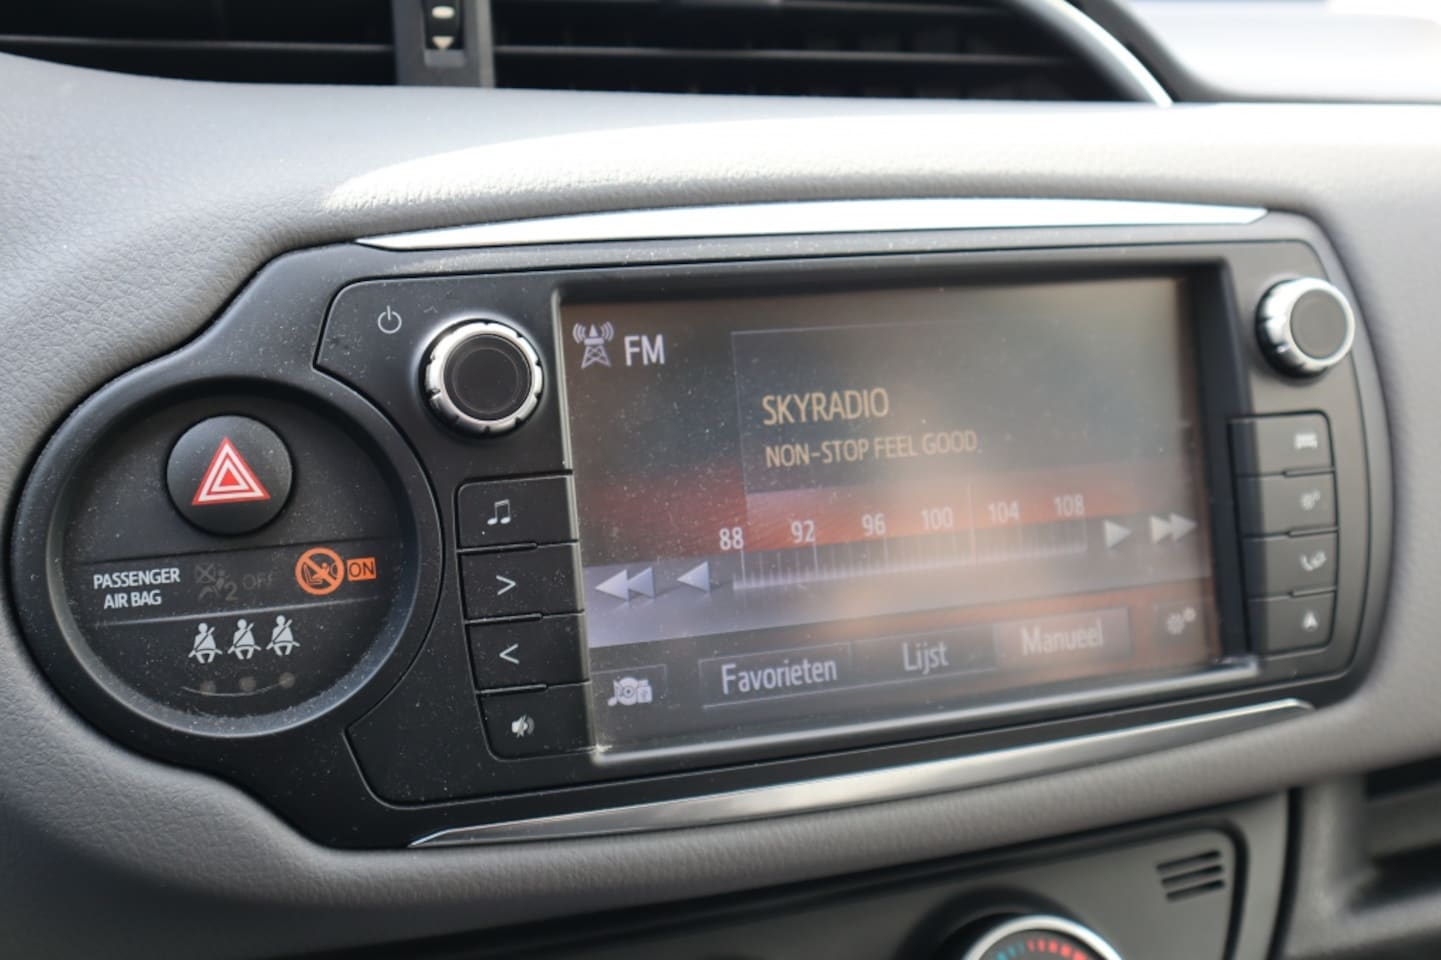 FM
SKYRADIO
NON-STOP FEEL GOOD
88 92 96 100 104 108
Favorieten Lijst Manueel
PASSENGER
AIR BAG
2 OFF
ON